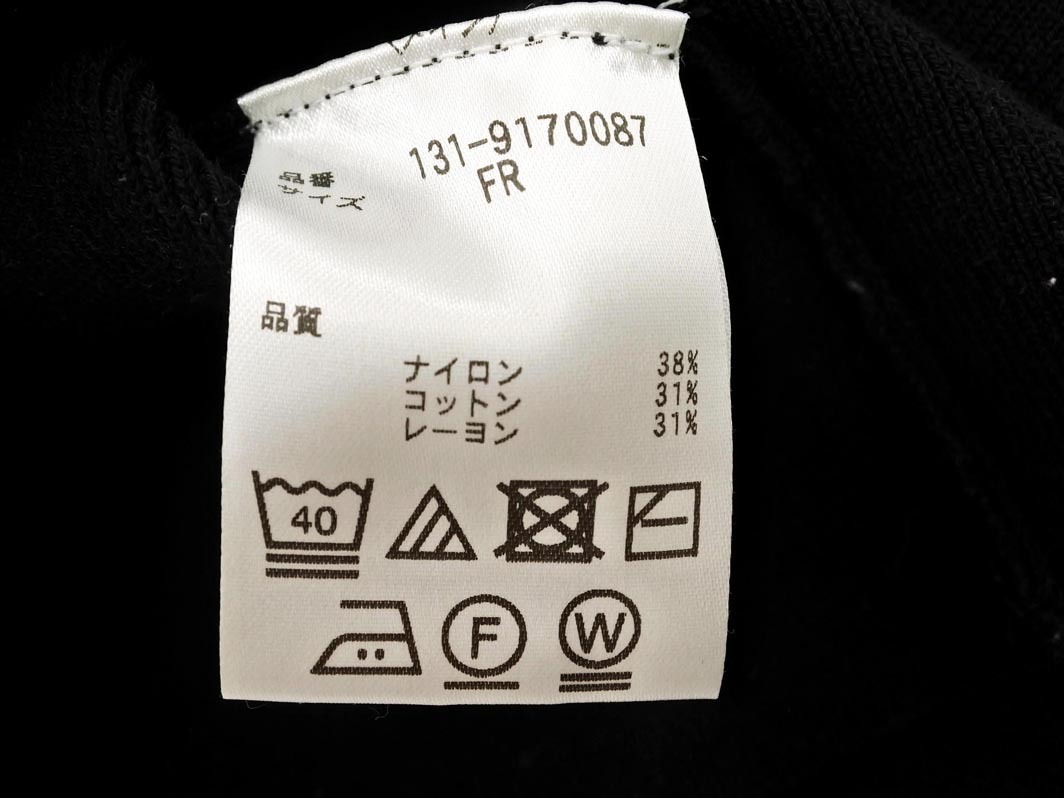 131-9170087
品番
FR
サイズ
品質
ナイロン 38%
コットン 31%
レーヨン 31%
40
F
W